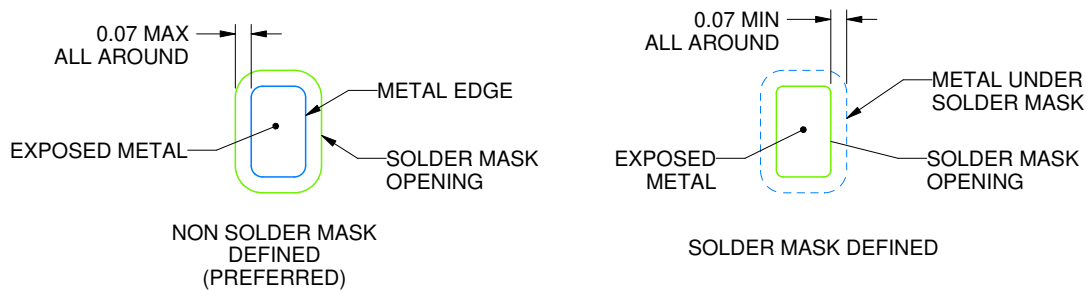 0.07 MAX
ALL AROUND
METAL EDGE
EXPOSED METAL
SOLDER MASK
OPENING
NON SOLDER MASK
DEFINED
(PREFERRED)
0.07 MIN
ALL AROUND
METAL UNDER
SOLDER MASK
EXPOSED
METAL
SOLDER MASK
OPENING
SOLDER MASK DEFINED